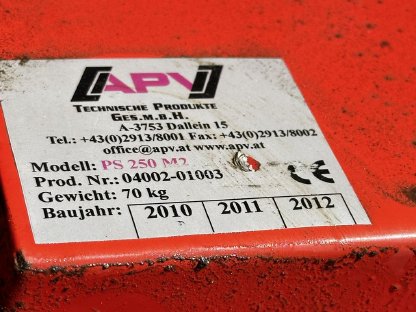 [APV]
TECHNISCHE PRODUKTE
GES.M.B.H.
A-3753 Dallein 15
Tel.: +43(0)2913/8001 Fax: +43(0)2913/8002
office@apv.at www.apv.at
Modell: PS 250 M2
Prod. Nr.: 04002-01003 CE
Gewicht: 70 kg
Baujahr: 2010 2011 2012